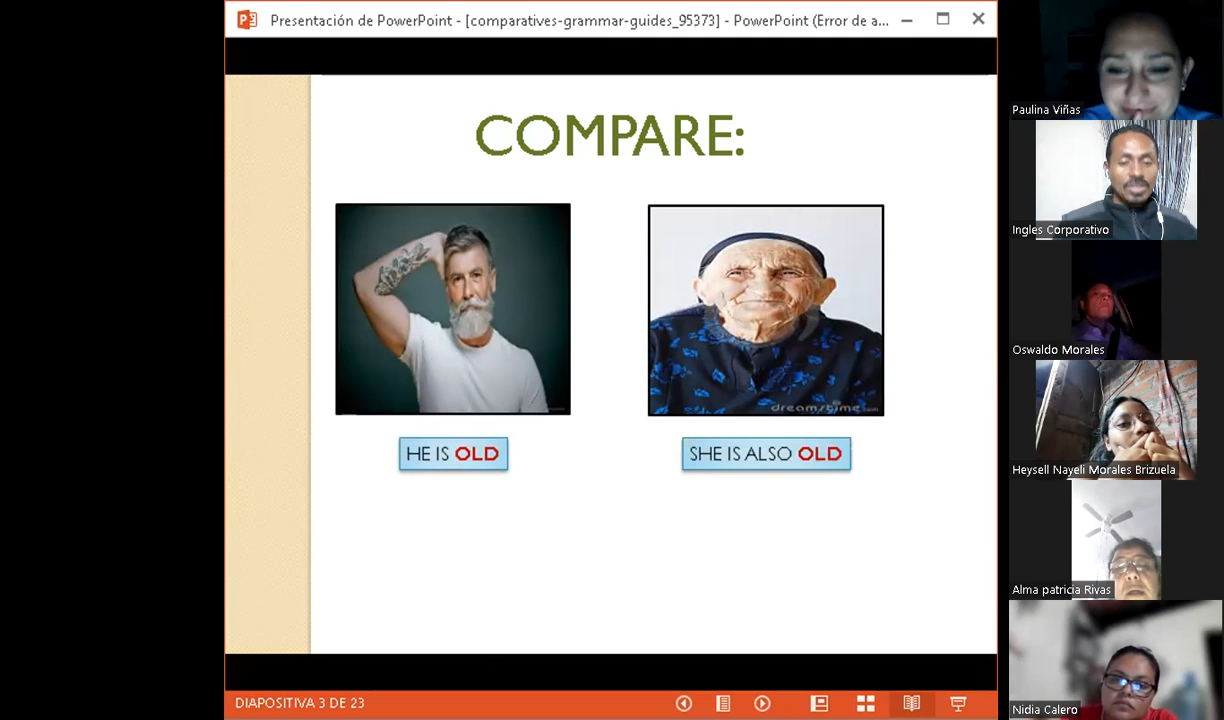 Presentación de PowerPoint - [comparatives-grammar-guides_95373] - PowerPoint (Error de a...
COMPARE:
dreamstime.com
HE IS OLD
SHE IS ALSO OLD
DIAPOSITIVA 3 DE 23
Paulina Viñas
Ingles Corporativo
Oswaldo Morales
Heysell Nayeli Morales Brizuela
Alma patricia Rivas
Nidia Calero